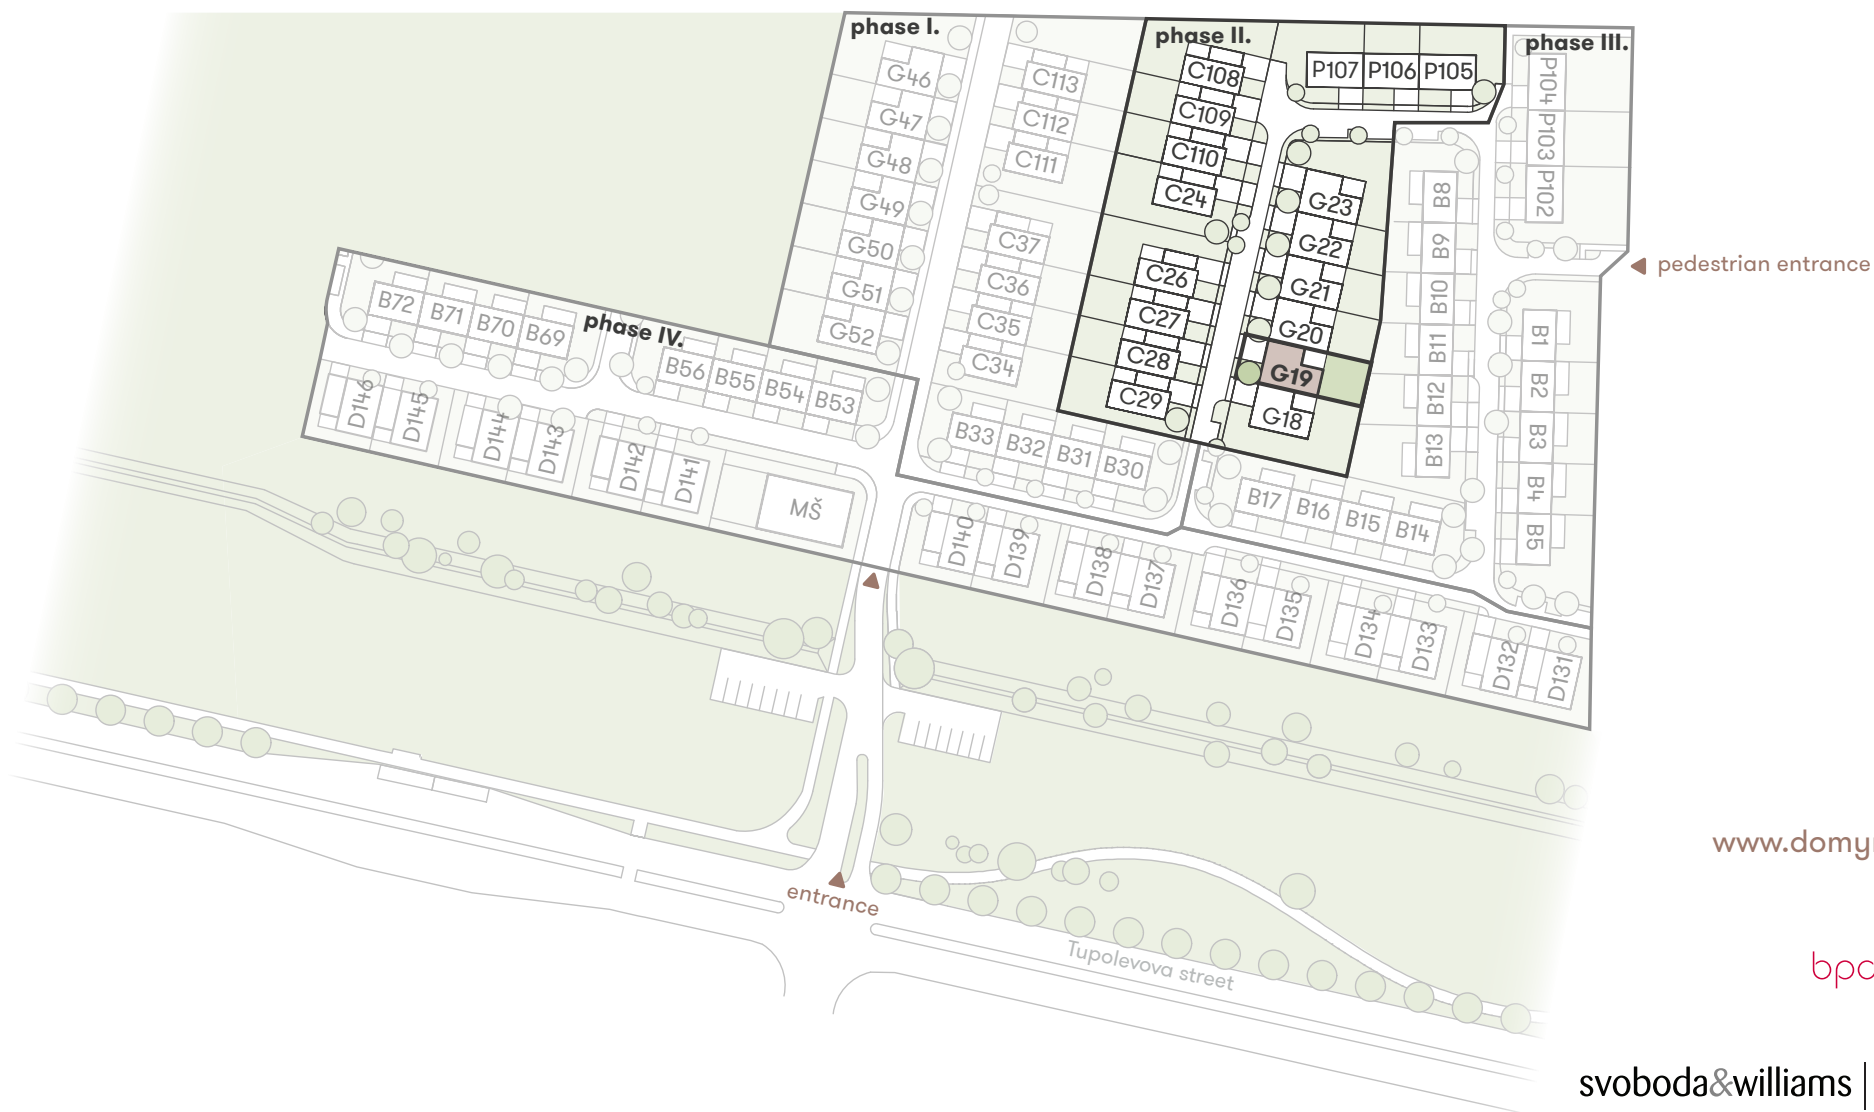 phase I.
phase II.
phase III.
G46
G47
G48
G49
G50
G51
G52
C113
C112
C111
C37
C36
C35
C34
C108
C109
C110
C24
C26
C27
C28
C29
P107 P106 P105
G23
G22
G21
G20
G19
G18
P104
P103
P102
B8
B9
B10
B11
B12
B13
B1
B2
B3
B4
B5
pedestrian entrance
B72 B71 B70 B69
phase IV.
B56 B55 B54 B53
B33 B32 B31 B30
B17 B16 B15 B14
D146 D145 D144 D143 D142 D141
MŠ
D140 D139 D138 D137 D136 D135 D134 D133 D132 D131
entrance
Tupolevova street
www.domy
bp
svoboda&williams